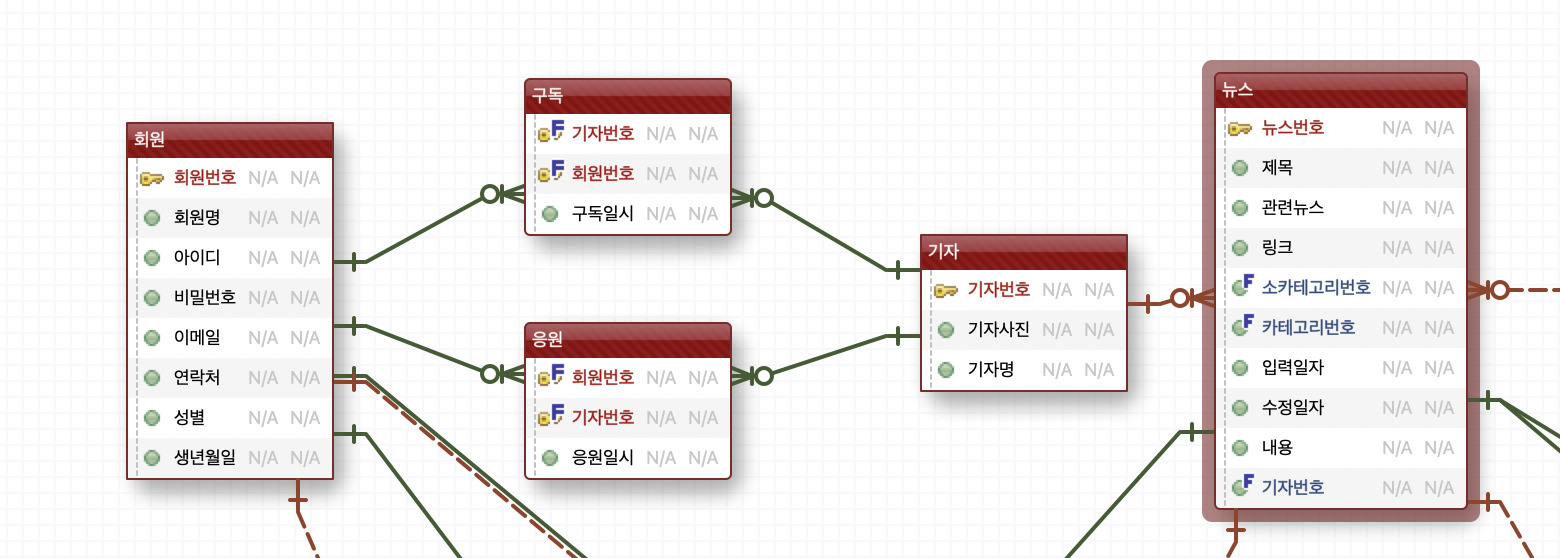 회원
회원번호 N/A N/A
회원명 N/A N/A
아이디 N/A N/A
비밀번호 N/A N/A
이메일 N/A N/A
연락처 N/A N/A
성별 N/A N/A
생년월일 N/A N/A
구독
F 기자번호 N/A N/A
F 회원번호 N/A N/A
구독일시 N/A N/A
응원
F 회원번호 N/A N/A
F 기자번호 N/A N/A
응원일시 N/A N/A
기자
기자번호 N/A N/A
기자사진 N/A N/A
기자명 N/A N/A
뉴스
뉴스번호 N/A N/A
제목 N/A N/A
관련뉴스 N/A N/A
링크 N/A N/A
F 소카테고리번호 N/A N/A
F 카테고리번호 N/A N/A
입력일자 N/A N/A
수정일자 N/A N/A
내용 N/A N/A
F 기자번호 N/A N/A